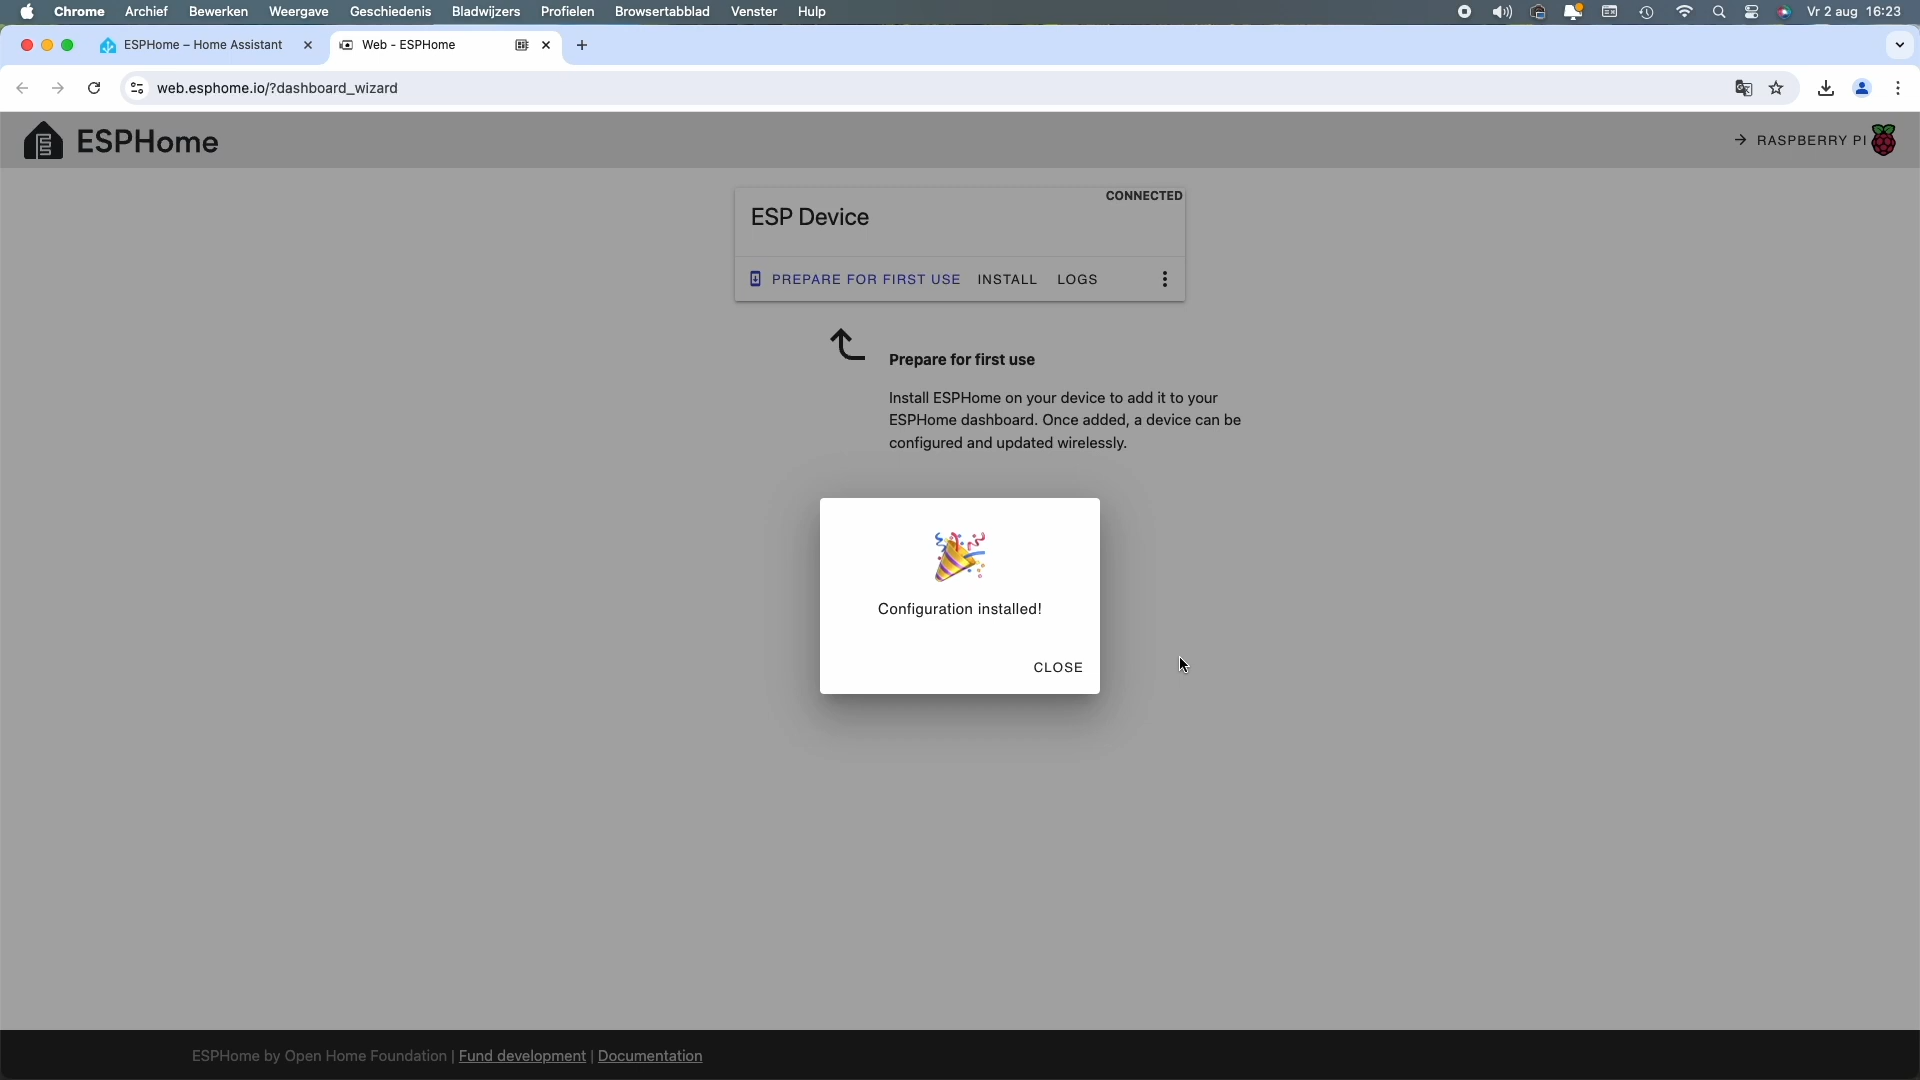 Chrome Archief Bewerken Weergave Geschiedenis Bladwijzers Profielen Browsertabblad Venster Hulp Vr 2 aug 16:23
ESPHome – Home Assistant Web - ESPHome
web.esphome.io/?dashboard_wizard
ESPHome RASPBERRY PI
CONNECTED
ESP Device
PREPARE FOR FIRST USE INSTALL LOGS
Prepare for first use
Install ESPHome on your device to add it to your
ESPHome dashboard. Once added, a device can be
configured and updated wirelessly.
Configuration installed!
CLOSE
ESPHome by Open Home Foundation | Fund development | Documentation